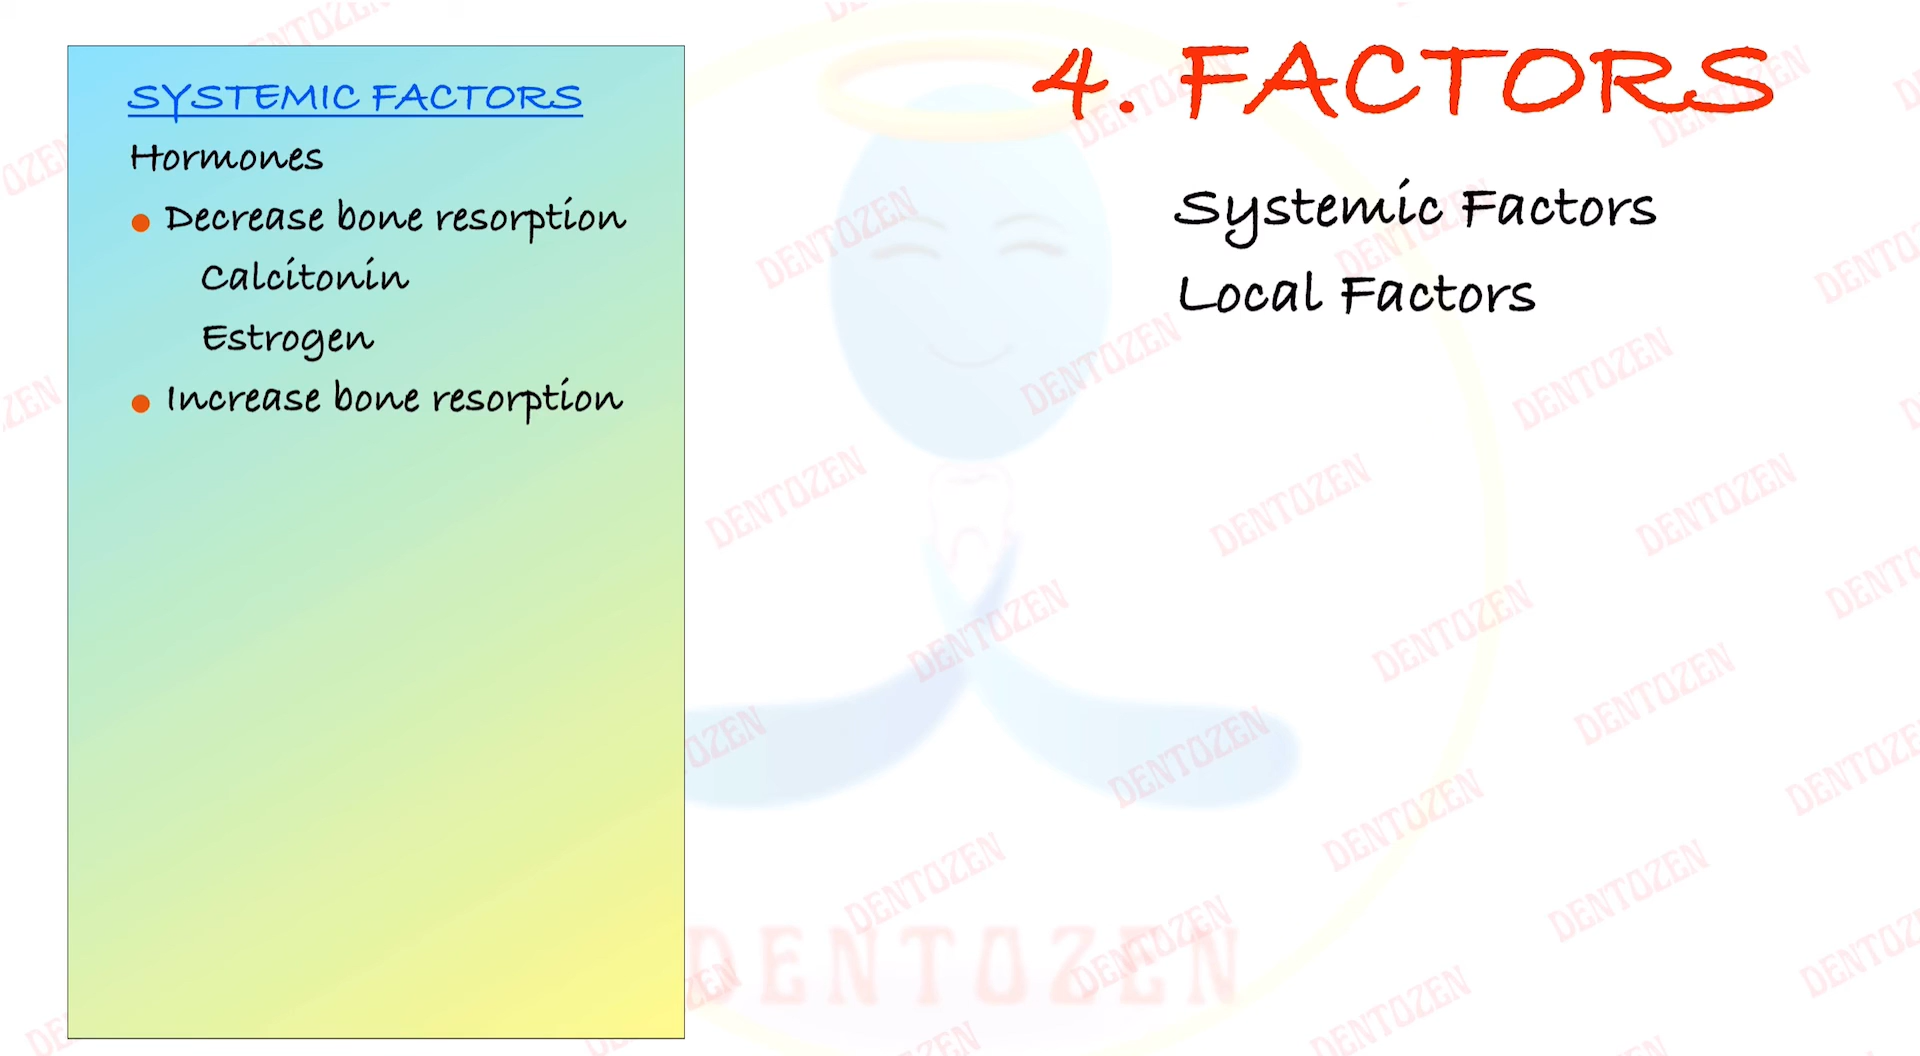 SYSTEMIC FACTORS
Hormones
● Decrease bone resorption
Calcitonin
Estrogen
● Increase bone resorption
4. FACTORS
Systemic Factors
Local Factors
DENTOZEN